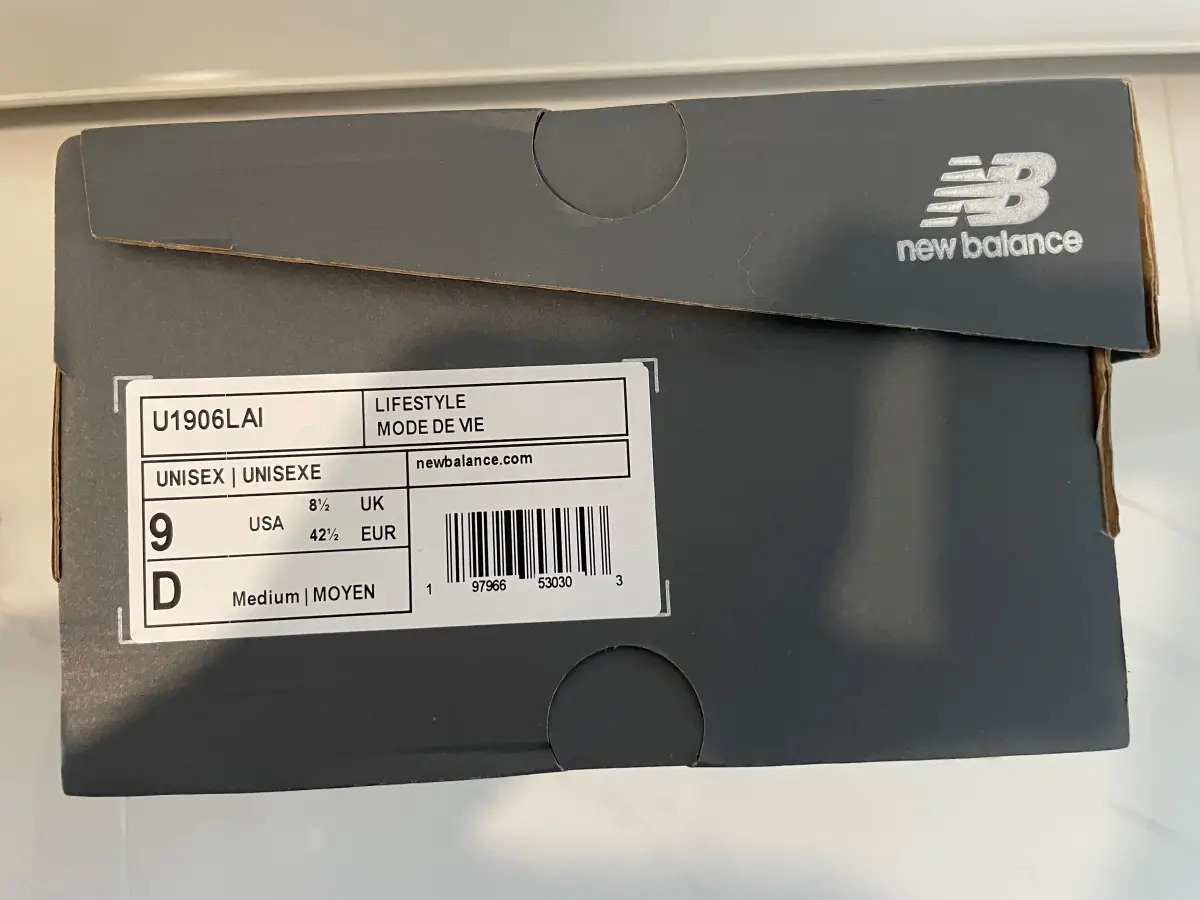 NB
new balance
U1906LAI
LIFESTYLE
MODE DE VIE
UNISEX | UNISEXE
newbalance.com
9 USA 8½ UK
42½ EUR
D Medium | MOYEN
1 97966 53030 3